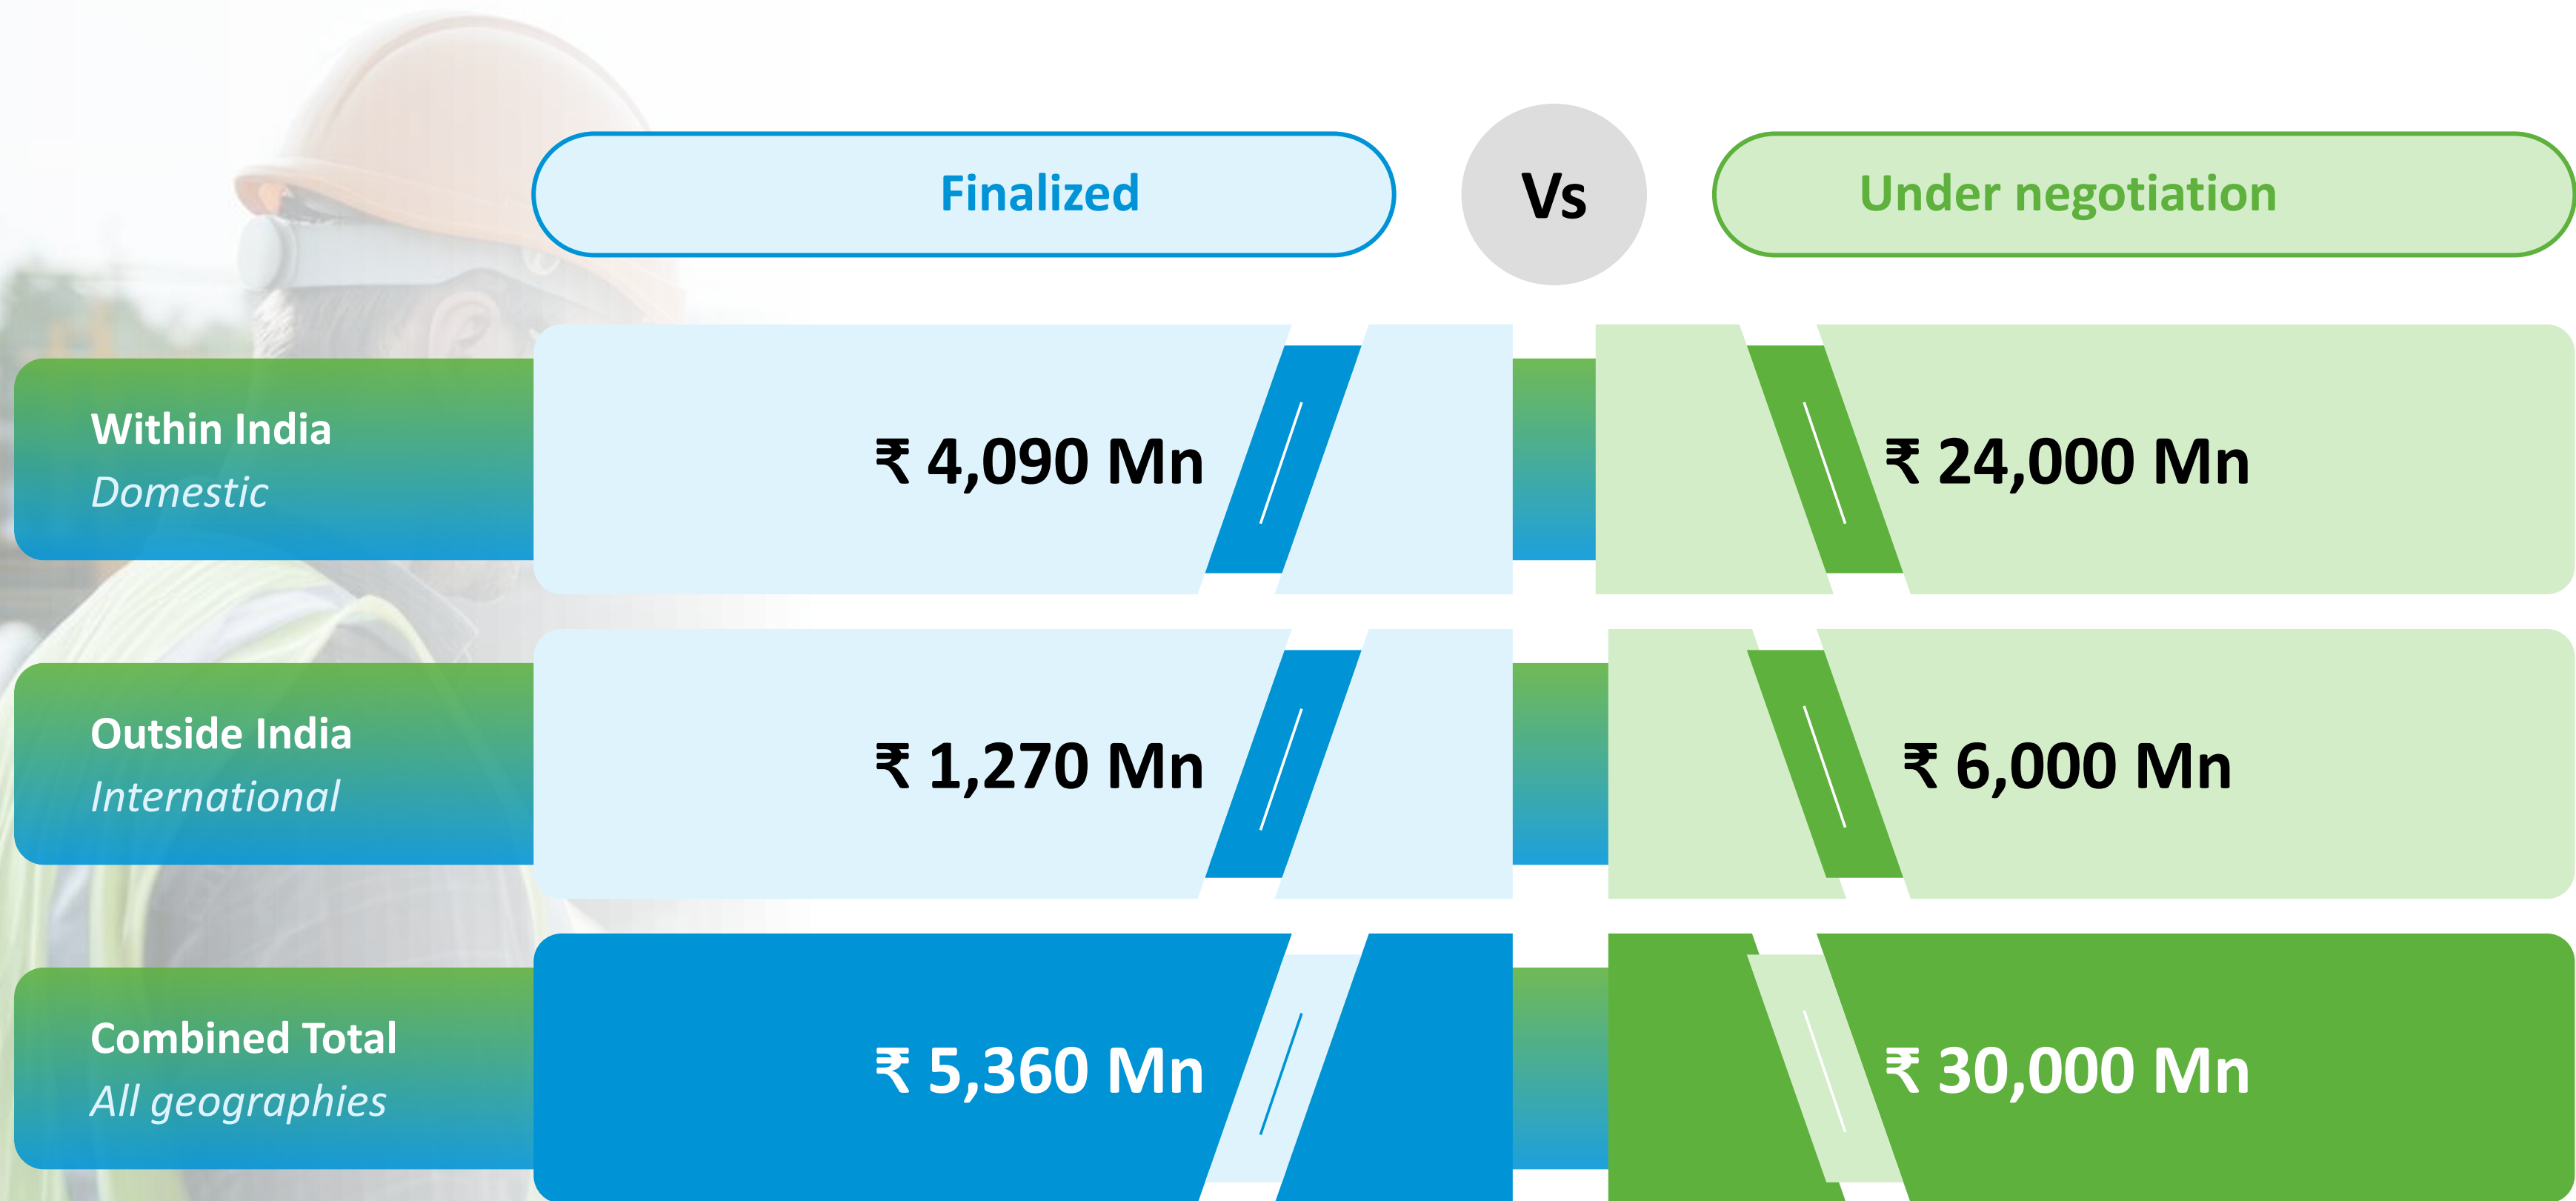 Finalized
Vs
Under negotiation
Within India
Domestic
₹ 4,090 Mn
₹ 24,000 Mn
Outside India
International
₹ 1,270 Mn
₹ 6,000 Mn
Combined Total
All geographies
₹ 5,360 Mn
₹ 30,000 Mn